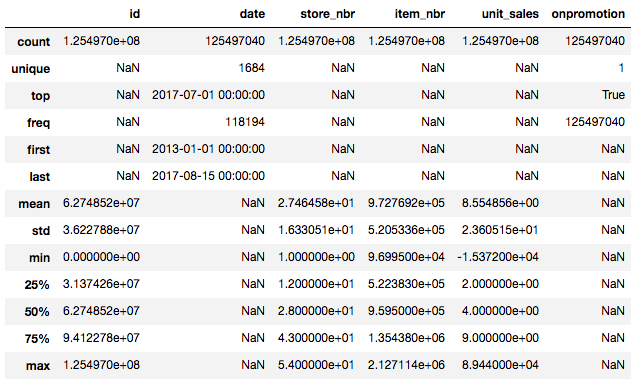 id date store_nbr item_nbr unit_sales onpromotion
count 1.254970e+08 125497040 1.254970e+08 1.254970e+08 1.254970e+08 125497040
unique NaN 1684 NaN NaN NaN 1
top NaN 2017-07-01 00:00:00 NaN NaN NaN True
freq NaN 118194 NaN NaN NaN 125497040
first NaN 2013-01-01 00:00:00 NaN NaN NaN NaN
last NaN 2017-08-15 00:00:00 NaN NaN NaN NaN
mean 6.274852e+07 NaN 2.746458e+01 9.727692e+05 8.554856e+00 NaN
std 3.622788e+07 NaN 1.633051e+01 5.205336e+05 2.360515e+01 NaN
min 0.000000e+00 NaN 1.000000e+00 9.699500e+04 -1.537200e+04 NaN
25% 3.137426e+07 NaN 1.200000e+01 5.223830e+05 2.000000e+00 NaN
50% 6.274852e+07 NaN 2.800000e+01 9.595000e+05 4.000000e+00 NaN
75% 9.412278e+07 NaN 4.300000e+01 1.354380e+06 9.000000e+00 NaN
max 1.254970e+08 NaN 5.400000e+01 2.127114e+06 8.944000e+04 NaN